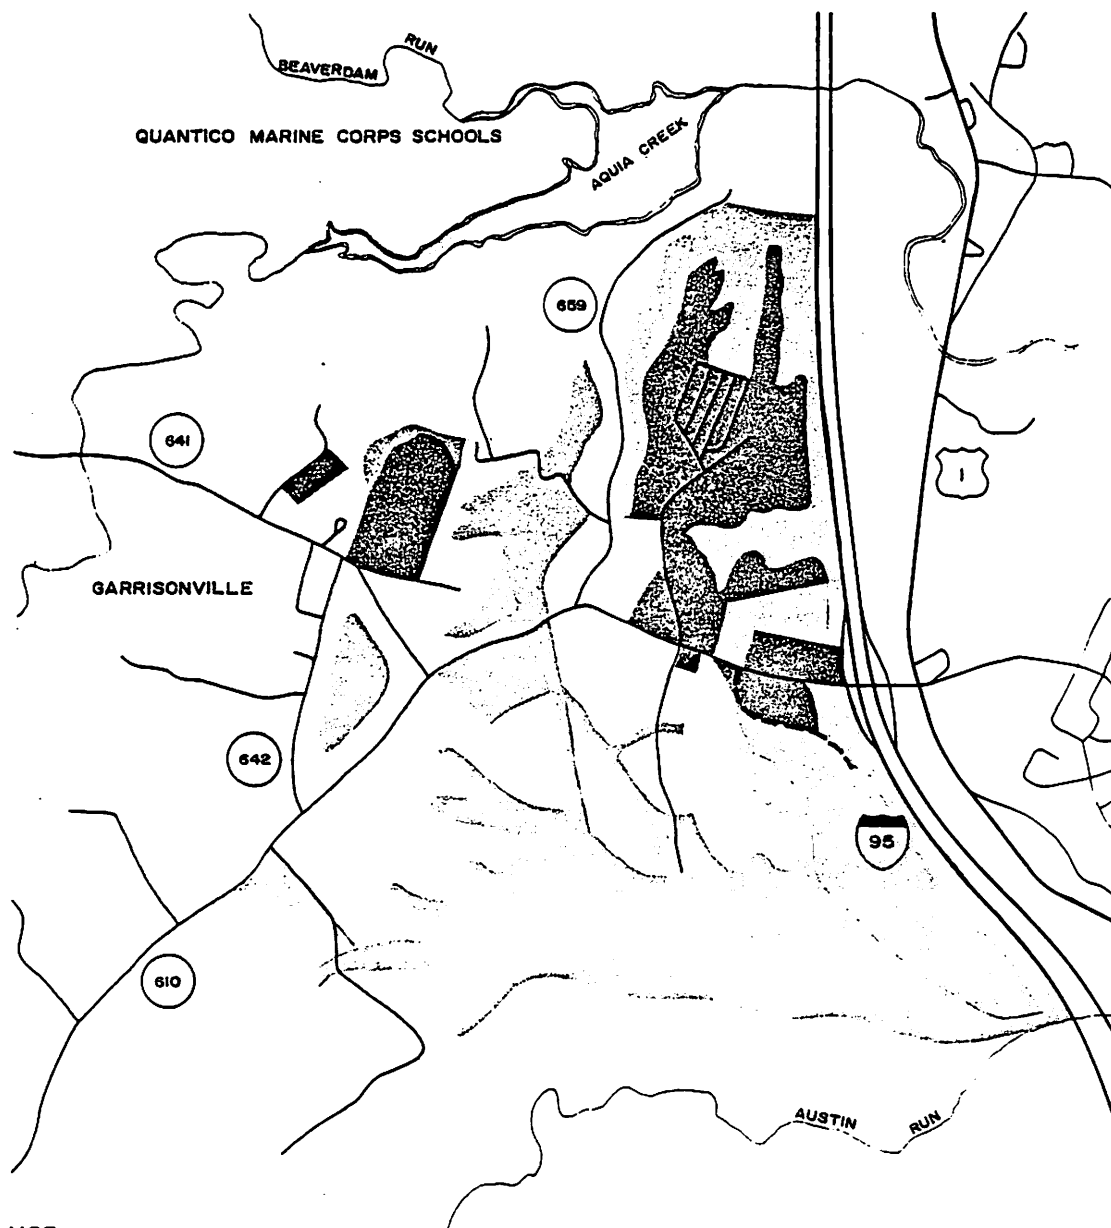 RUN
BEAVERDAM
QUANTICO MARINE CORPS SCHOOLS
AQUIA CREEK
659
641
1
GARRISONVILLE
642
95
610
AUSTIN RUN